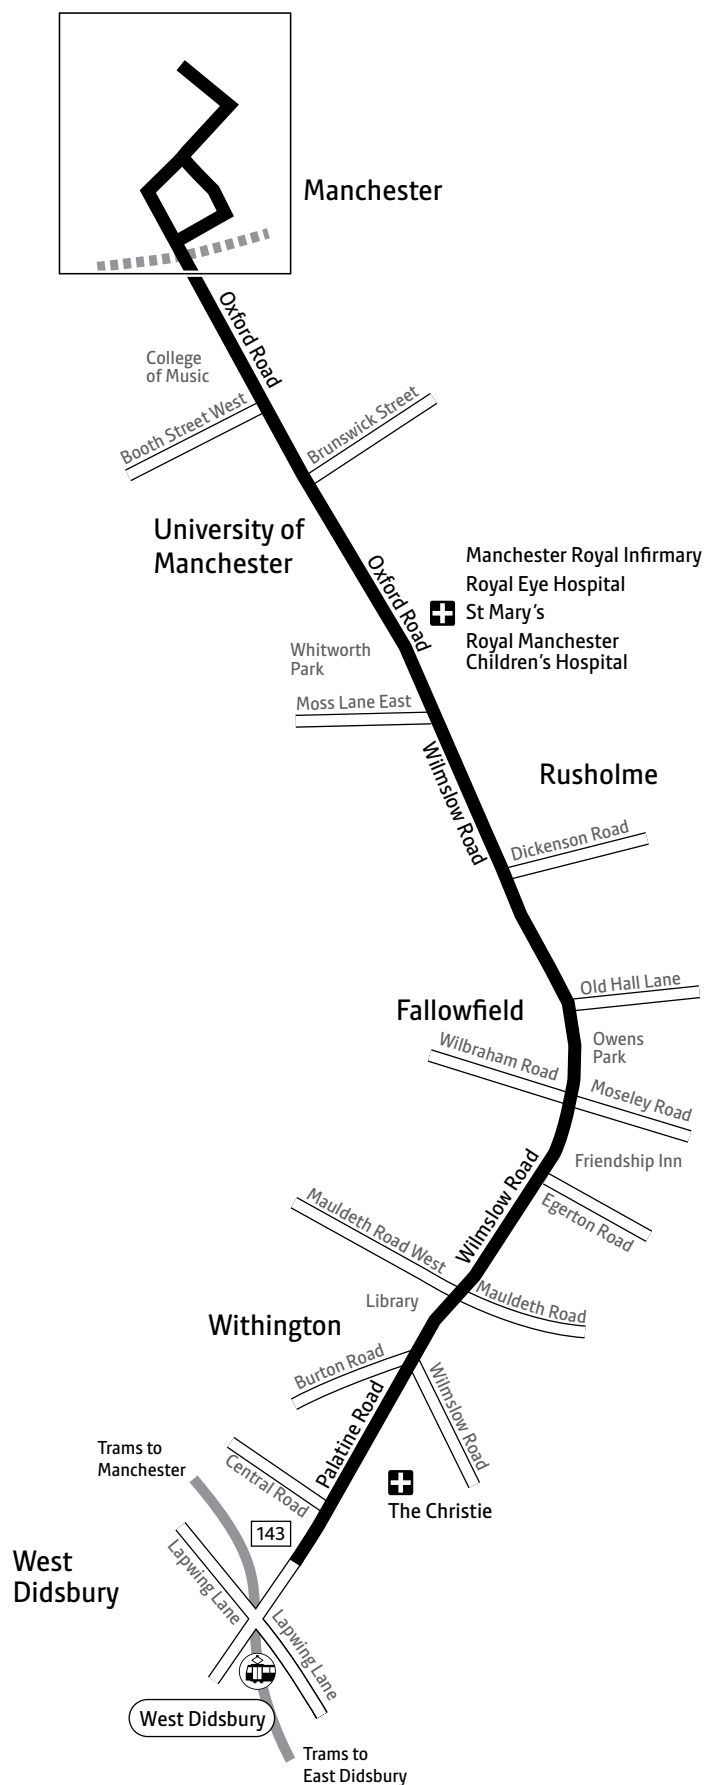 Manchester
Oxford Road
College
of Music
Booth Street West
Brunswick Street
University of
Manchester
Oxford Road
Manchester Royal Infirmary
Royal Eye Hospital
St Mary's
Royal Manchester
Children's Hospital
Whitworth
Park
Moss Lane East
Wilmslow Road
Rusholme
Dickenson Road
Old Hall Lane
Fallowfield
Owens
Park
Wilbraham Road
Moseley Road
Friendship Inn
Wilmslow Road
Egerton Road
Mauldeth Road West
Mauldeth Road
Library
Withington
Burton Road
Wilmslow Road
Palatine Road
Trams to
Manchester
Central Road
The Christie
143
West
Didsbury
Lapwing Lane
Lapwing Lane
West Didsbury
Trams to
East Didsbury